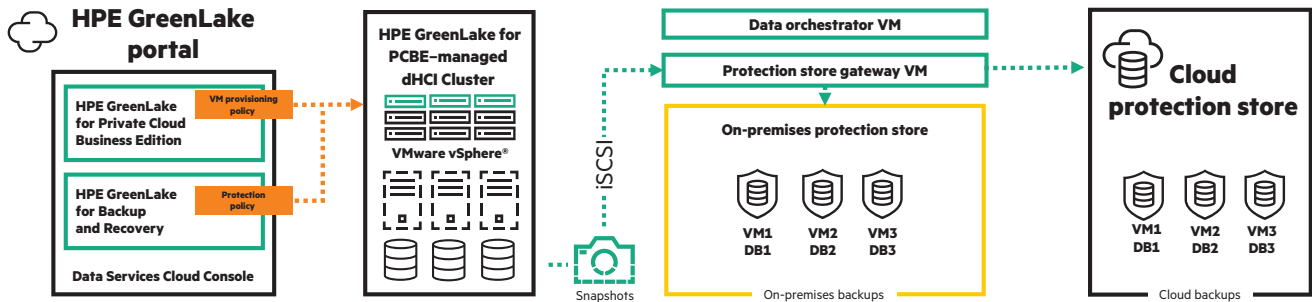 HPE GreenLake
portal
HPE GreenLake
for Private Cloud
Business Edition
VM provisioning
policy
HPE GreenLake
for Backup
and Recovery
Protection
policy
Data Services Cloud Console
HPE GreenLake for
PCBE–managed
dHCI Cluster
VMware vSphere®
Snapshots
iSCSI
Data orchestrator VM
Protection store gateway VM
On-premises protection store
VM1 VM2 VM3
DB1 DB2 DB3
On-premises backups
Cloud
protection store
VM1 VM2 VM3
DB1 DB2 DB3
Cloud backups